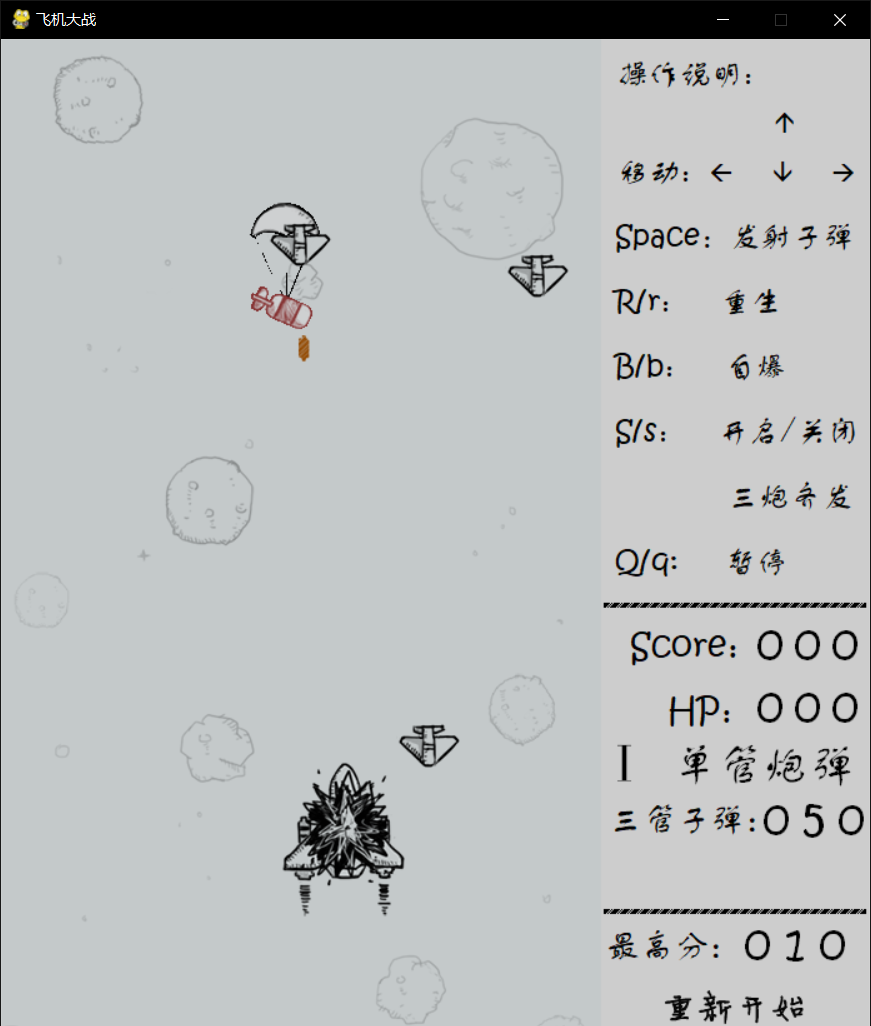 飞机大战
操作说明：
↑
移动：← ↓ →
Space：发射子弹
R/r： 重生
B/b： 自爆
S/s： 开启/关闭
三炮齐发
Q/q: 暂停
Score：000
HP：000
I 单管炮弹
三管子弹:050
最高分：010
重新开始